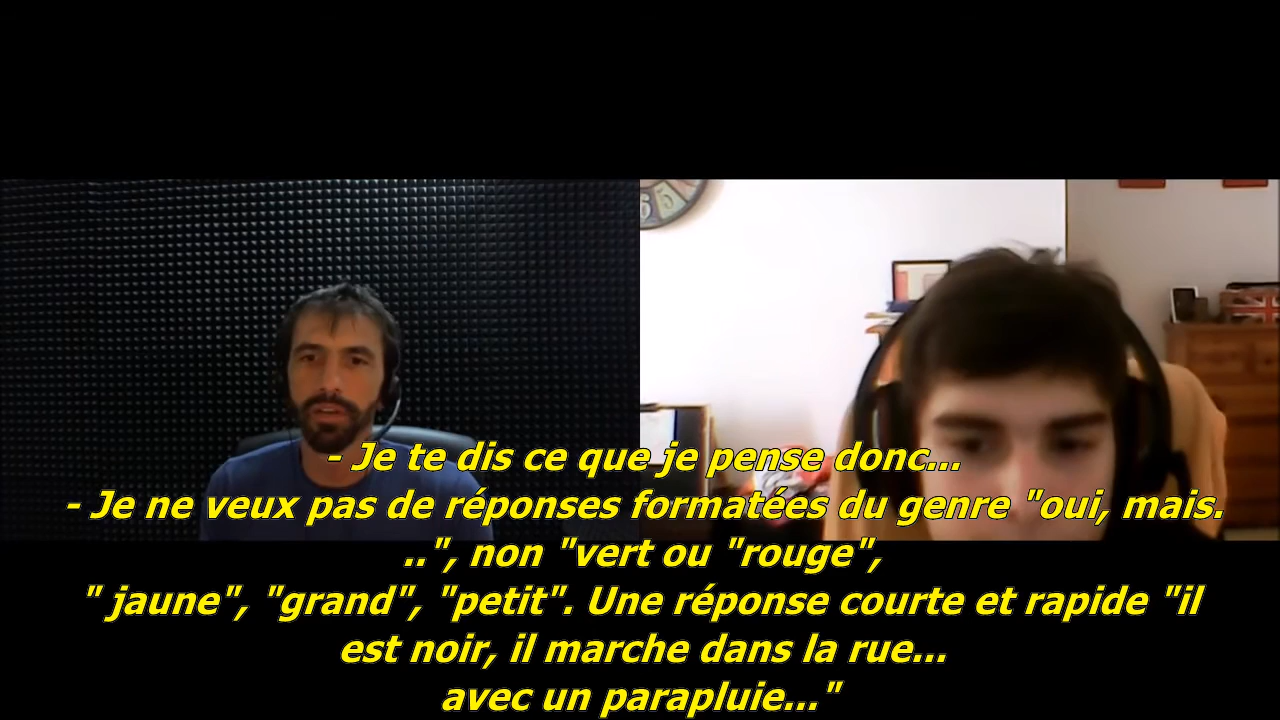 - Je te dis ce que je pense donc...
- Je ne veux pas de réponses formatées du genre "oui, mais.
..", non "vert ou "rouge",
" jaune", "grand", "petit". Une réponse courte et rapide "il
est noir, il marche dans la rue...
avec un parapluie..."